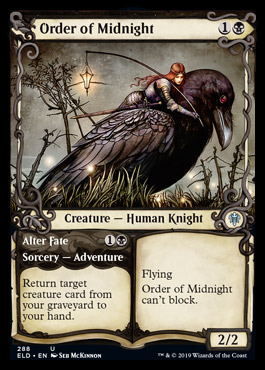 Order of Midnight 1
Creature — Human Knight
Alter Fate 1
Sorcery — Adventure
Return target
creature card from
your graveyard to
your hand.
Flying
Order of Midnight
can't block.
2/2
288 U
ELD • EN Seb McKinnon
™ & © 2019 Wizards of the Coast